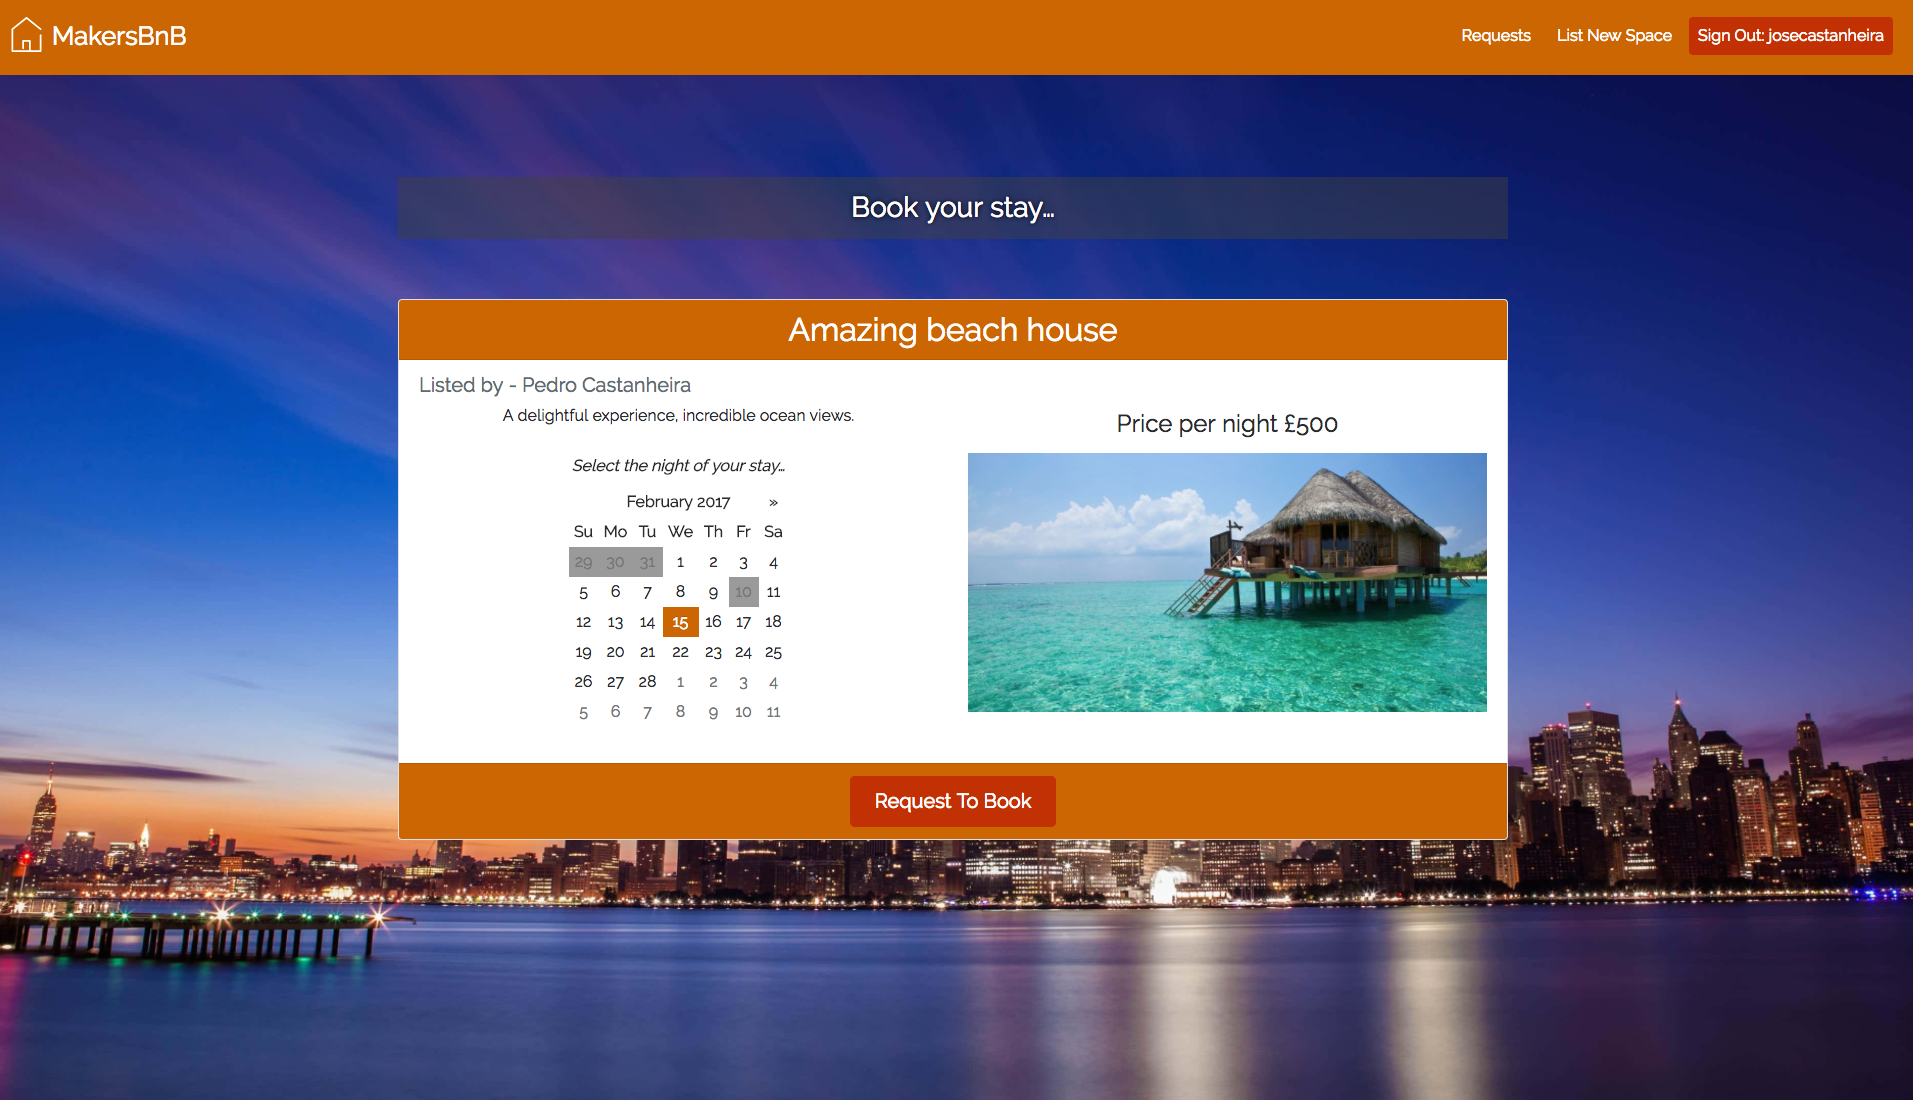 MakersBnB
Requests List New Space Sign Out: josecastanheira
Book your stay...
Amazing beach house
Listed by - Pedro Castanheira
A delightful experience, incredible ocean views.
Price per night £500
Select the night of your stay...
February 2017 »
Su Mo Tu We Th Fr Sa
29 30 31 1 2 3 4
5 6 7 8 9 10 11
12 13 14 15 16 17 18
19 20 21 22 23 24 25
26 27 28 1 2 3 4
5 6 7 8 9 10 11
Request To Book